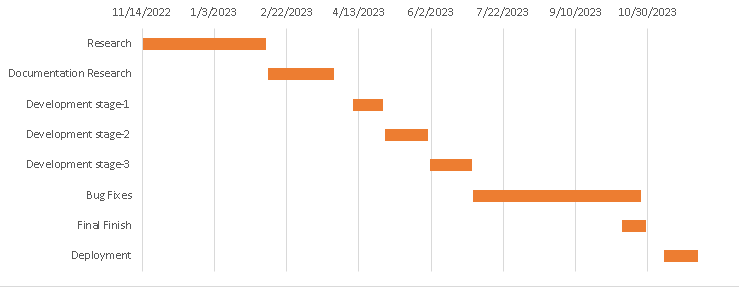 11/14/2022 1/3/2023 2/22/2023 4/13/2023 6/2/2023 7/22/2023 9/10/2023 10/30/2023
Research
Documentation Research
Development stage-1
Development stage-2
Development stage-3
Bug Fixes
Final Finish
Deployment